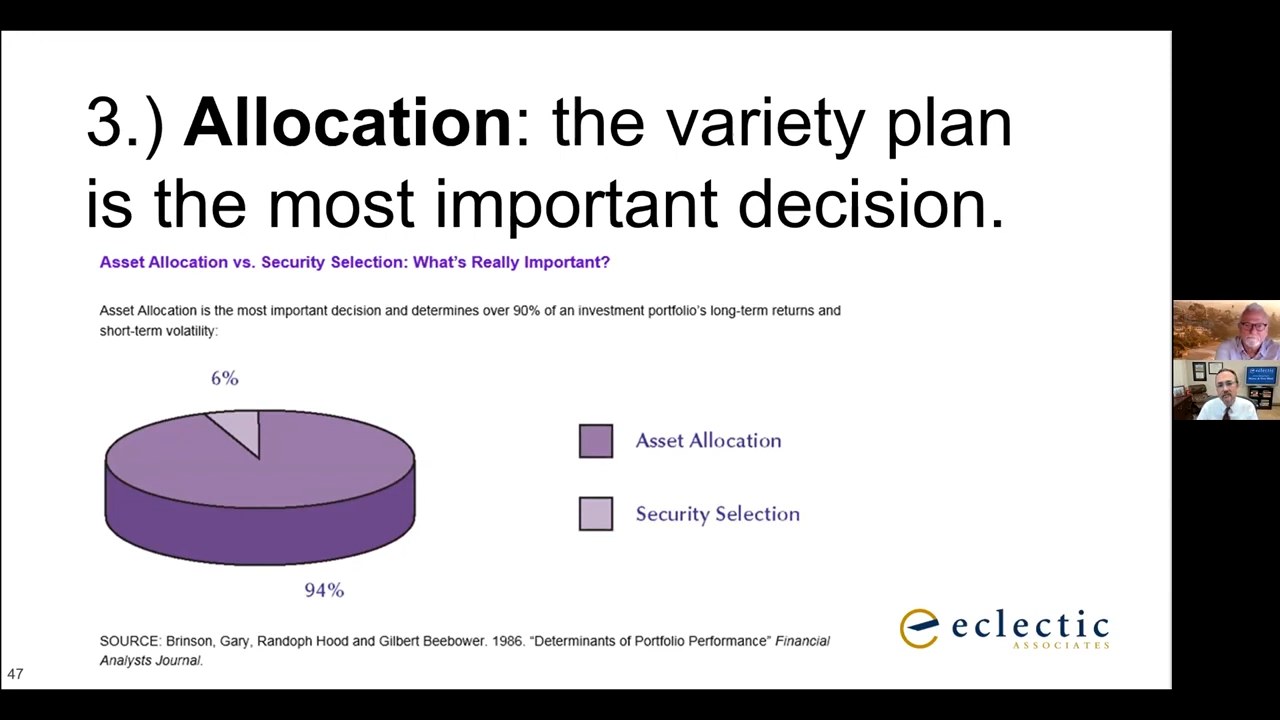 3.) Allocation: the variety plan
is the most important decision.
Asset Allocation vs. Security Selection: What's Really Important?
Asset Allocation is the most important decision and determines over 90% of an investment portfolio's long-term returns and
short-term volatility:
6%
Asset Allocation
Security Selection
94%
SOURCE: Brinson, Gary, Randoph Hood and Gilbert Beebower. 1986. “Determinants of Portfolio Performance” Financial
Analysts Journal.
eclectic
ASSOCIATES
47
eclectic